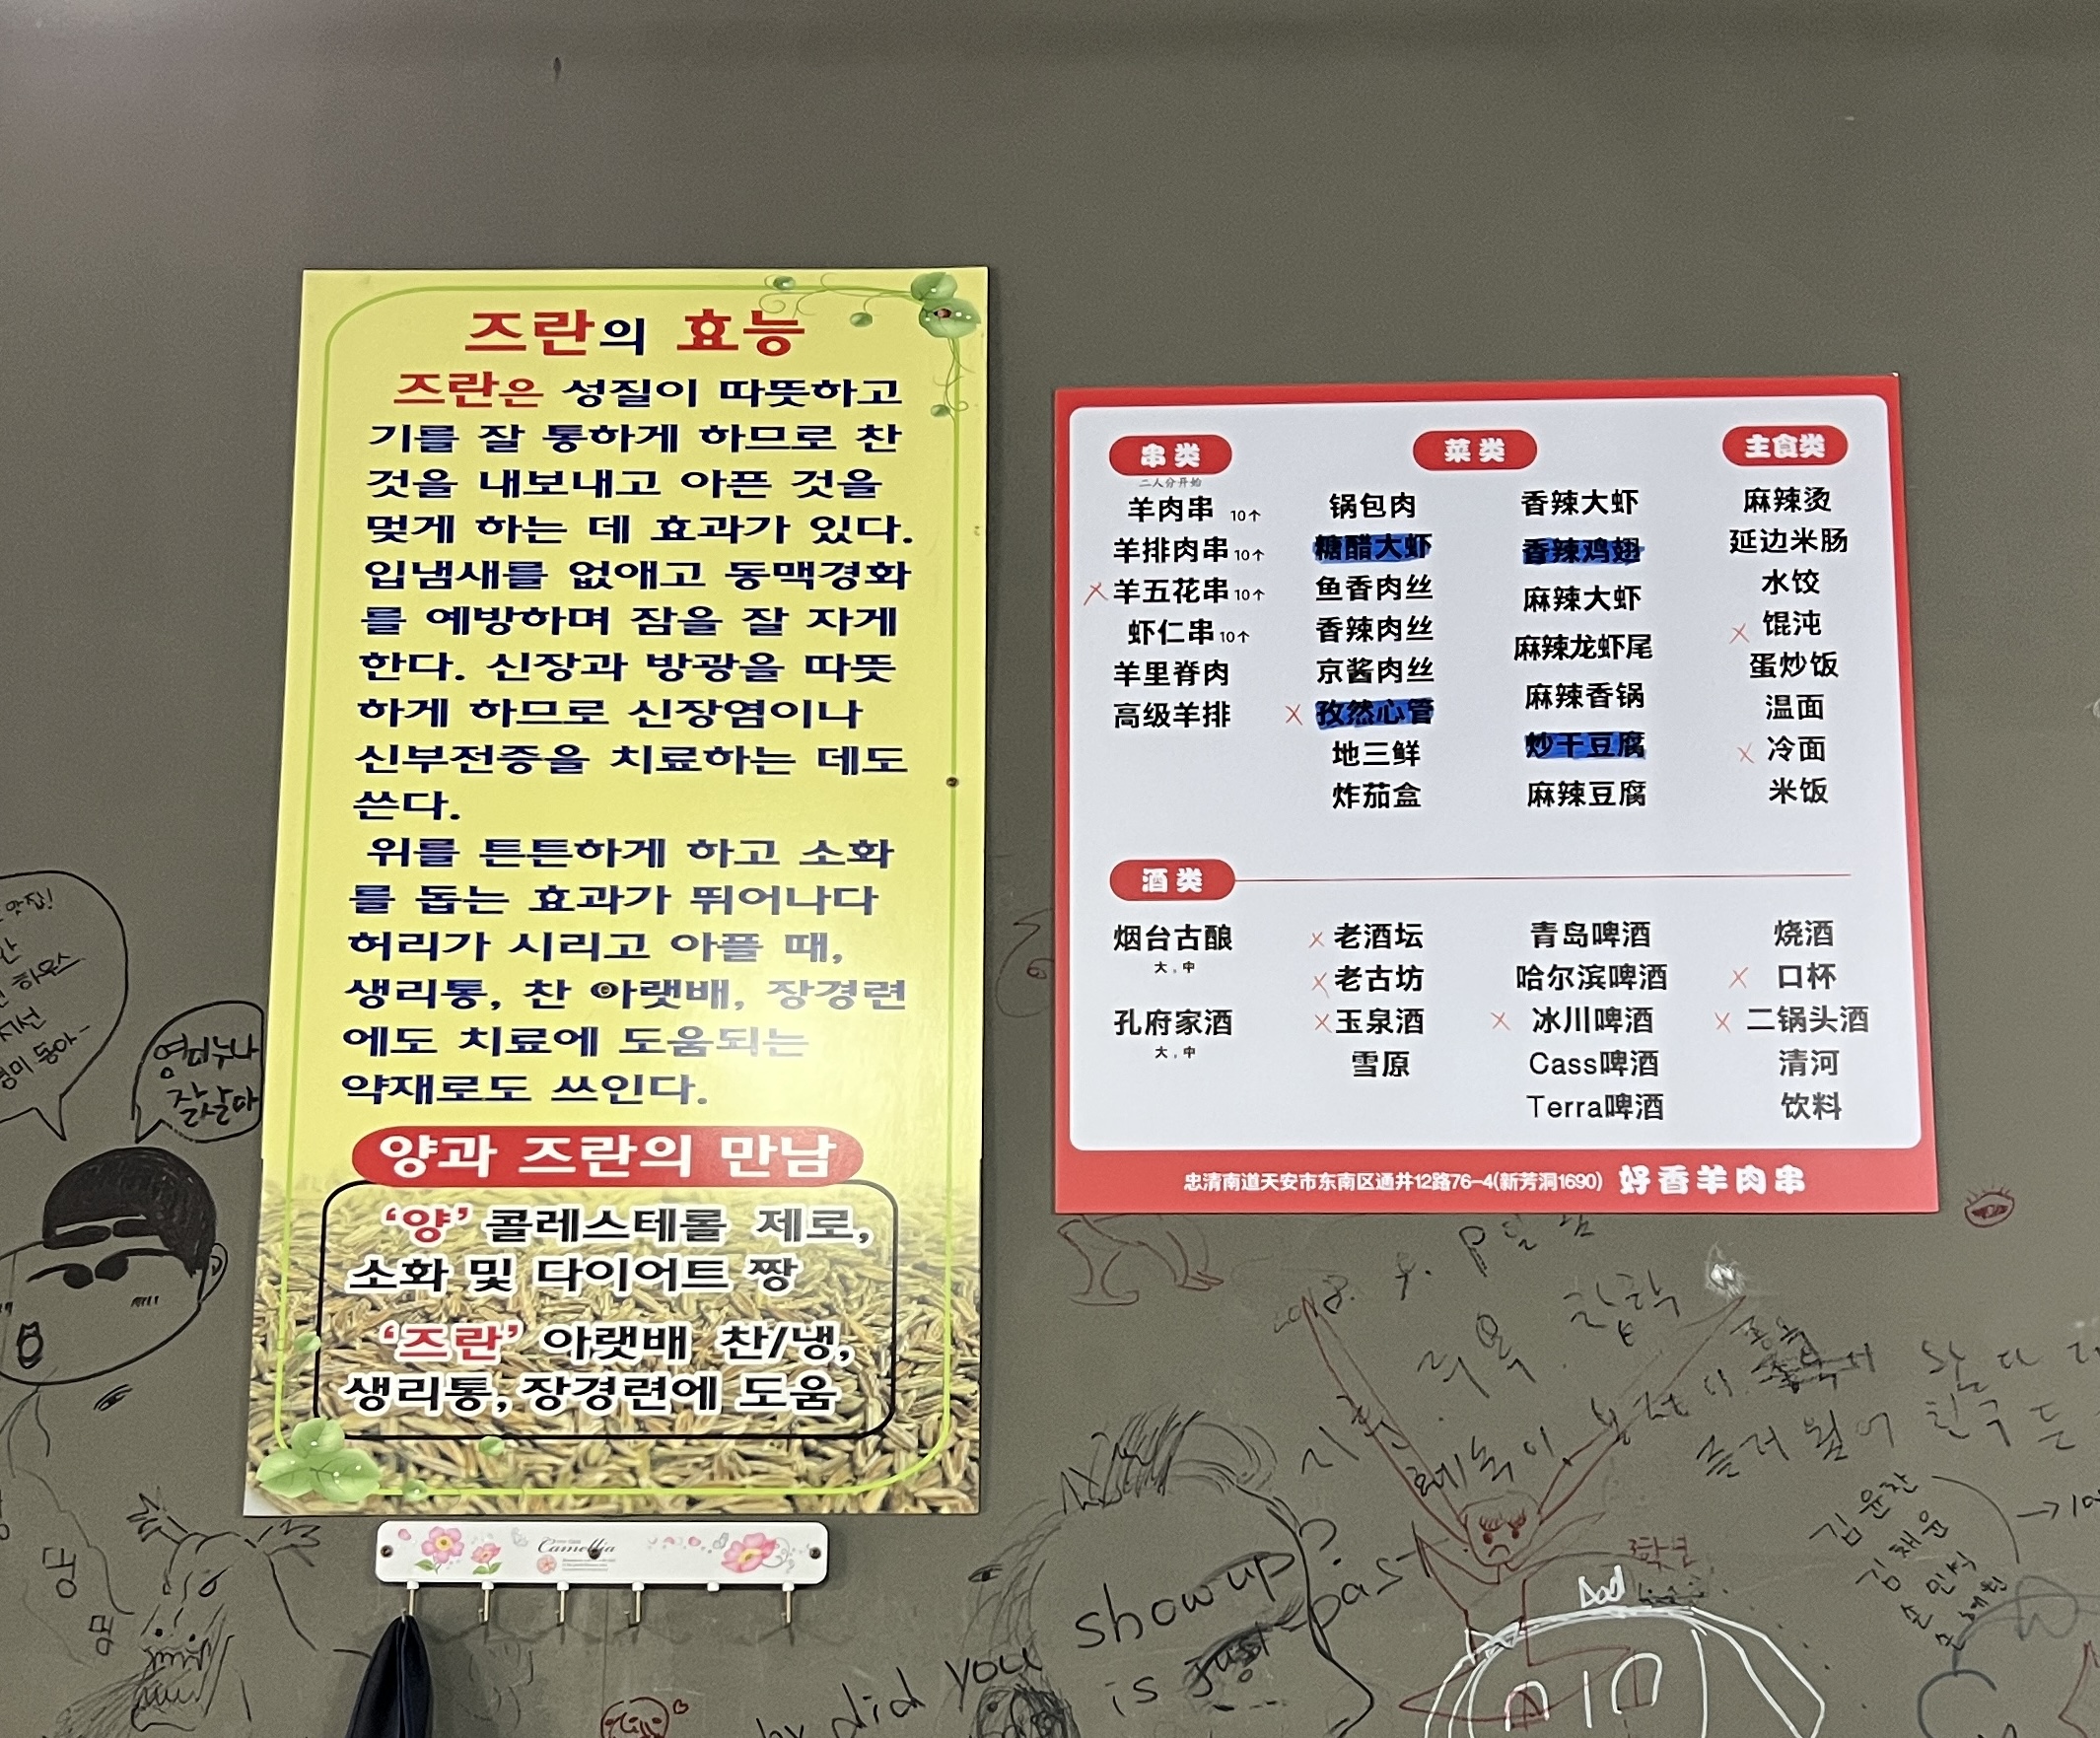 즈란의 효능
즈란은 성질이 따뜻하고
기를 잘 통하게 하므로 찬
것을 내보내고 아픈 것을
멎게 하는 데 효과가 있다.
입냄새를 없애고 동맥경화
를 예방하며 잠을 잘 자게
한다. 신장과 방광을 따뜻
하게 하므로 신장염이나
신부전증을 치료하는 데도
쓴다.
위를 튼튼하게 하고 소화
를 돕는 효과가 뛰어나다
허리가 시리고 아플 때,
생리통, 찬 아랫배, 장경련
에도 치료에 도움되는
약재로도 쓰인다.
양과 즈란의 만남
‘양’ 콜레스테롤 제로,
소화 및 다이어트 짱
‘즈란’ 아랫배 찬/냉,
생리통, 장경련에 도움
Camellia
串类
二人分开始
羊肉串 10个
羊排肉串 10个
羊五花串 10个
虾仁串 10个
羊里脊肉
高级羊排
菜类
锅包肉
糖醋大虾
鱼香肉丝
香辣肉丝
京酱肉丝
孜然心管
地三鲜
炸茄盒
香辣大虾
香辣鸡翅
麻辣大虾
麻辣龙虾尾
麻辣香锅
炒干豆腐
麻辣豆腐
主食类
麻辣烫
延边米肠
水饺
馄沌
蛋炒饭
温面
冷面
米饭
酒类
烟台古酿
大,中
孔府家酒
大,中
老酒坛
老古坊
玉泉酒
雪原
青岛啤酒
哈尔滨啤酒
冰川啤酒
Cass啤酒
Terra啤酒
烧酒
口杯
二锅头酒
清河
饮料
忠清南道天安市东南区通井12路76-4(新芳洞1690) 好香羊肉串
영미누나
잘살다
did you show up?
is just past
김윤찬
김채원